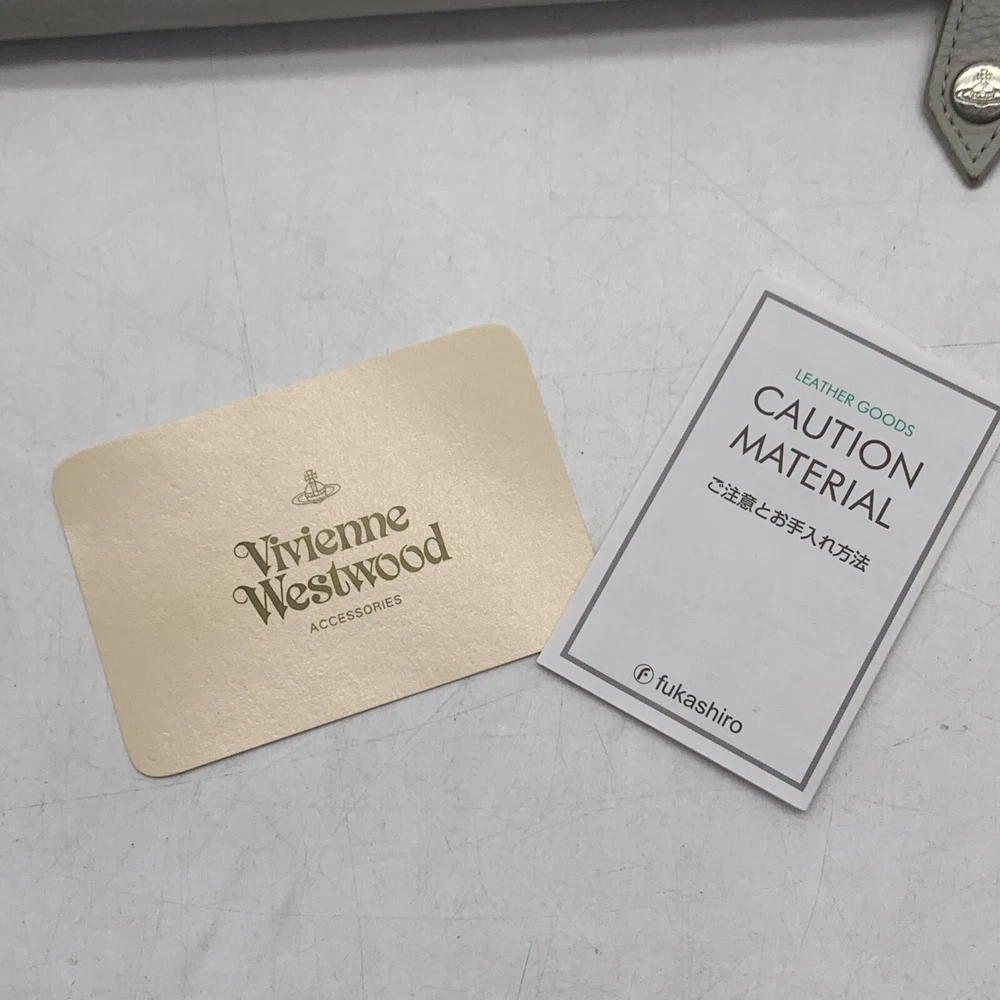 Vivienne
Westwood
ACCESSORIES
LEATHER GOODS
CAUTION
MATERIAL
ご注意とお手入れ方法
fukashiro